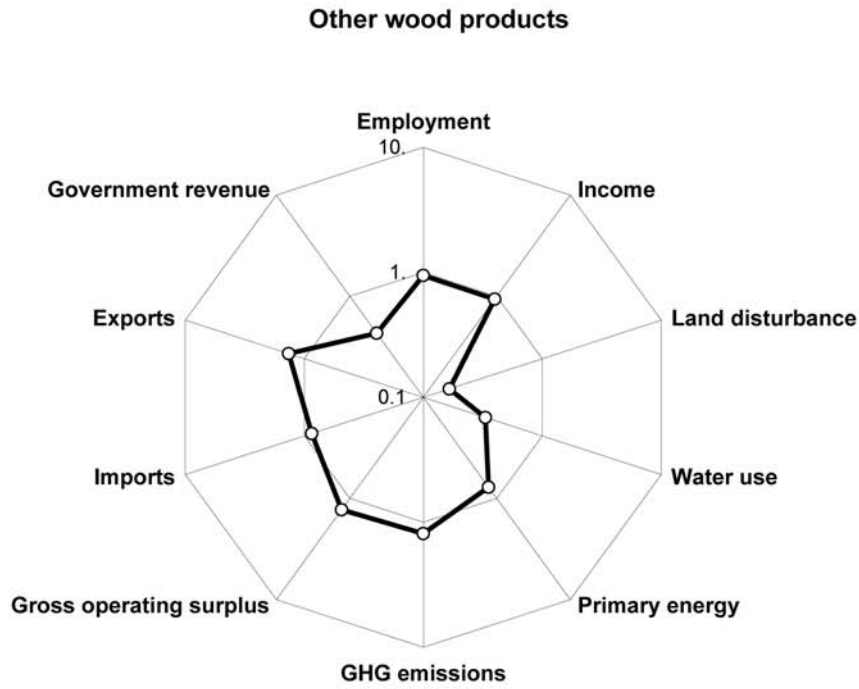 Other wood products
Employment
10.
Government revenue
Income
1.
Exports
Land disturbance
0.1
Imports
Water use
Gross operating surplus
Primary energy
GHG emissions